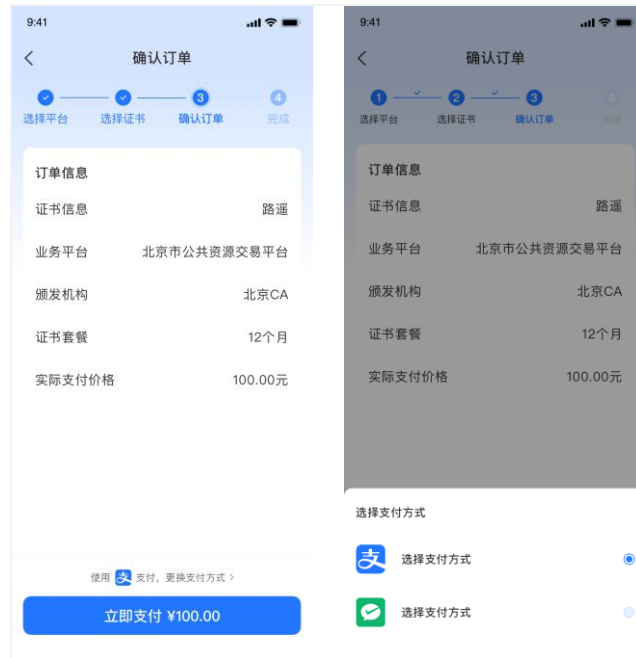 9:41
确认订单
3
4
选择平台
选择证书
确认订单
完成
订单信息
证书信息 路遥
业务平台 北京市公共资源交易平台
颁发机构 北京CA
证书套餐 12个月
实际支付价格 100.00元
使用 支 支付，更换支付方式 >
立即支付 ¥100.00
9:41
确认订单
1
2
3
4
选择平台
选择证书
确认订单
完成
订单信息
证书信息 路遥
业务平台 北京市公共资源交易平台
颁发机构 北京CA
证书套餐 12个月
实际支付价格 100.00元
选择支付方式
支 选择支付方式
选择支付方式